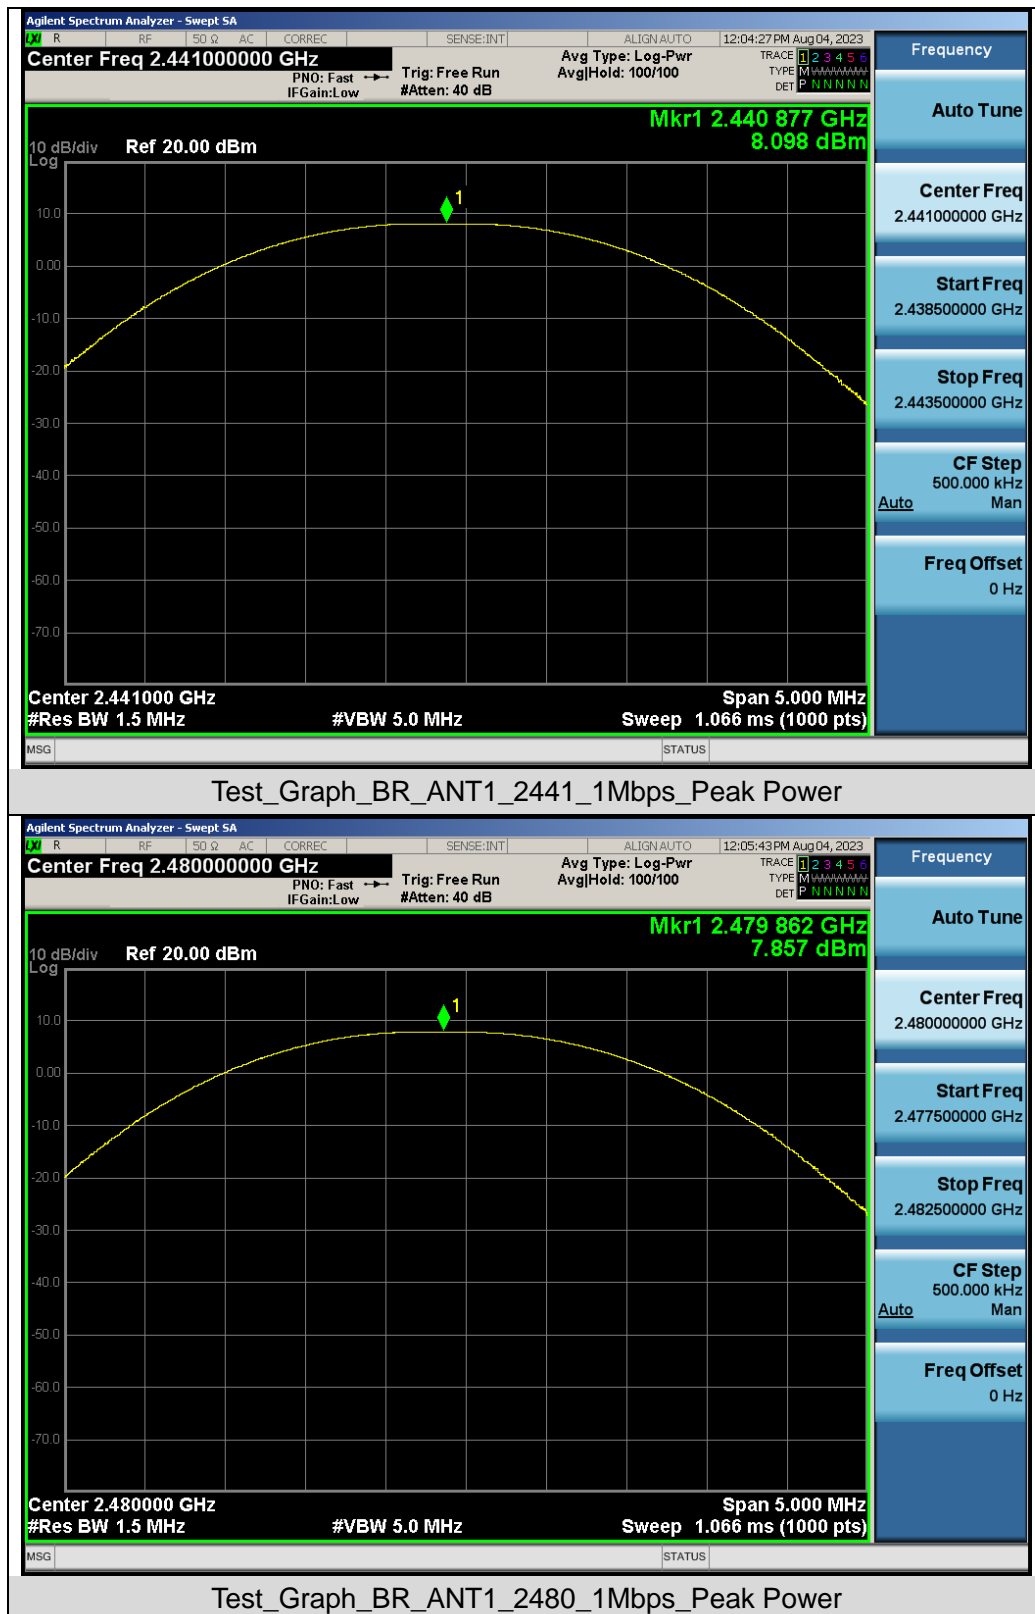 Agilent Spectrum Analyzer - Swept SA
LXI R RF 50 Ω AC CORREC SENSE:INT ALIGN AUTO 12:04:27 PM Aug 04, 2023
Center Freq 2.441000000 GHz
PNO: Fast
IFGain:Low
Trig: Free Run
#Atten: 40 dB
Avg Type: Log-Pwr
Avg|Hold: 100/100
TRACE 1 2 3 4 5 6
TYPE M WWWWW
DET P N N N N N
Mkr1 2.440 877 GHz
8.098 dBm
10 dB/div Ref 20.00 dBm
Log
1
10.0
0.00
-10.0
-20.0
-30.0
-40.0
-50.0
-60.0
-70.0
Center 2.441000 GHz Span 5.000 MHz
#Res BW 1.5 MHz #VBW 5.0 MHz Sweep 1.066 ms (1000 pts)
MSG STATUS
Frequency
Auto Tune
Center Freq
2.441000000 GHz
Start Freq
2.438500000 GHz
Stop Freq
2.443500000 GHz
CF Step
500.000 kHz
Auto Man
Freq Offset
0 Hz
Test_Graph_BR_ANT1_2441_1Mbps_Peak Power
Agilent Spectrum Analyzer - Swept SA
LXI R RF 50 Ω AC CORREC SENSE:INT ALIGN AUTO 12:05:43 PM Aug 04, 2023
Center Freq 2.480000000 GHz
PNO: Fast
IFGain:Low
Trig: Free Run
#Atten: 40 dB
Avg Type: Log-Pwr
Avg|Hold: 100/100
TRACE 1 2 3 4 5 6
TYPE M WWWWW
DET P N N N N N
Mkr1 2.479 862 GHz
7.857 dBm
10 dB/div Ref 20.00 dBm
Log
1
10.0
0.00
-10.0
-20.0
-30.0
-40.0
-50.0
-60.0
-70.0
Center 2.480000 GHz Span 5.000 MHz
#Res BW 1.5 MHz #VBW 5.0 MHz Sweep 1.066 ms (1000 pts)
MSG STATUS
Frequency
Auto Tune
Center Freq
2.480000000 GHz
Start Freq
2.477500000 GHz
Stop Freq
2.482500000 GHz
CF Step
500.000 kHz
Auto Man
Freq Offset
0 Hz
Test_Graph_BR_ANT1_2480_1Mbps_Peak Power